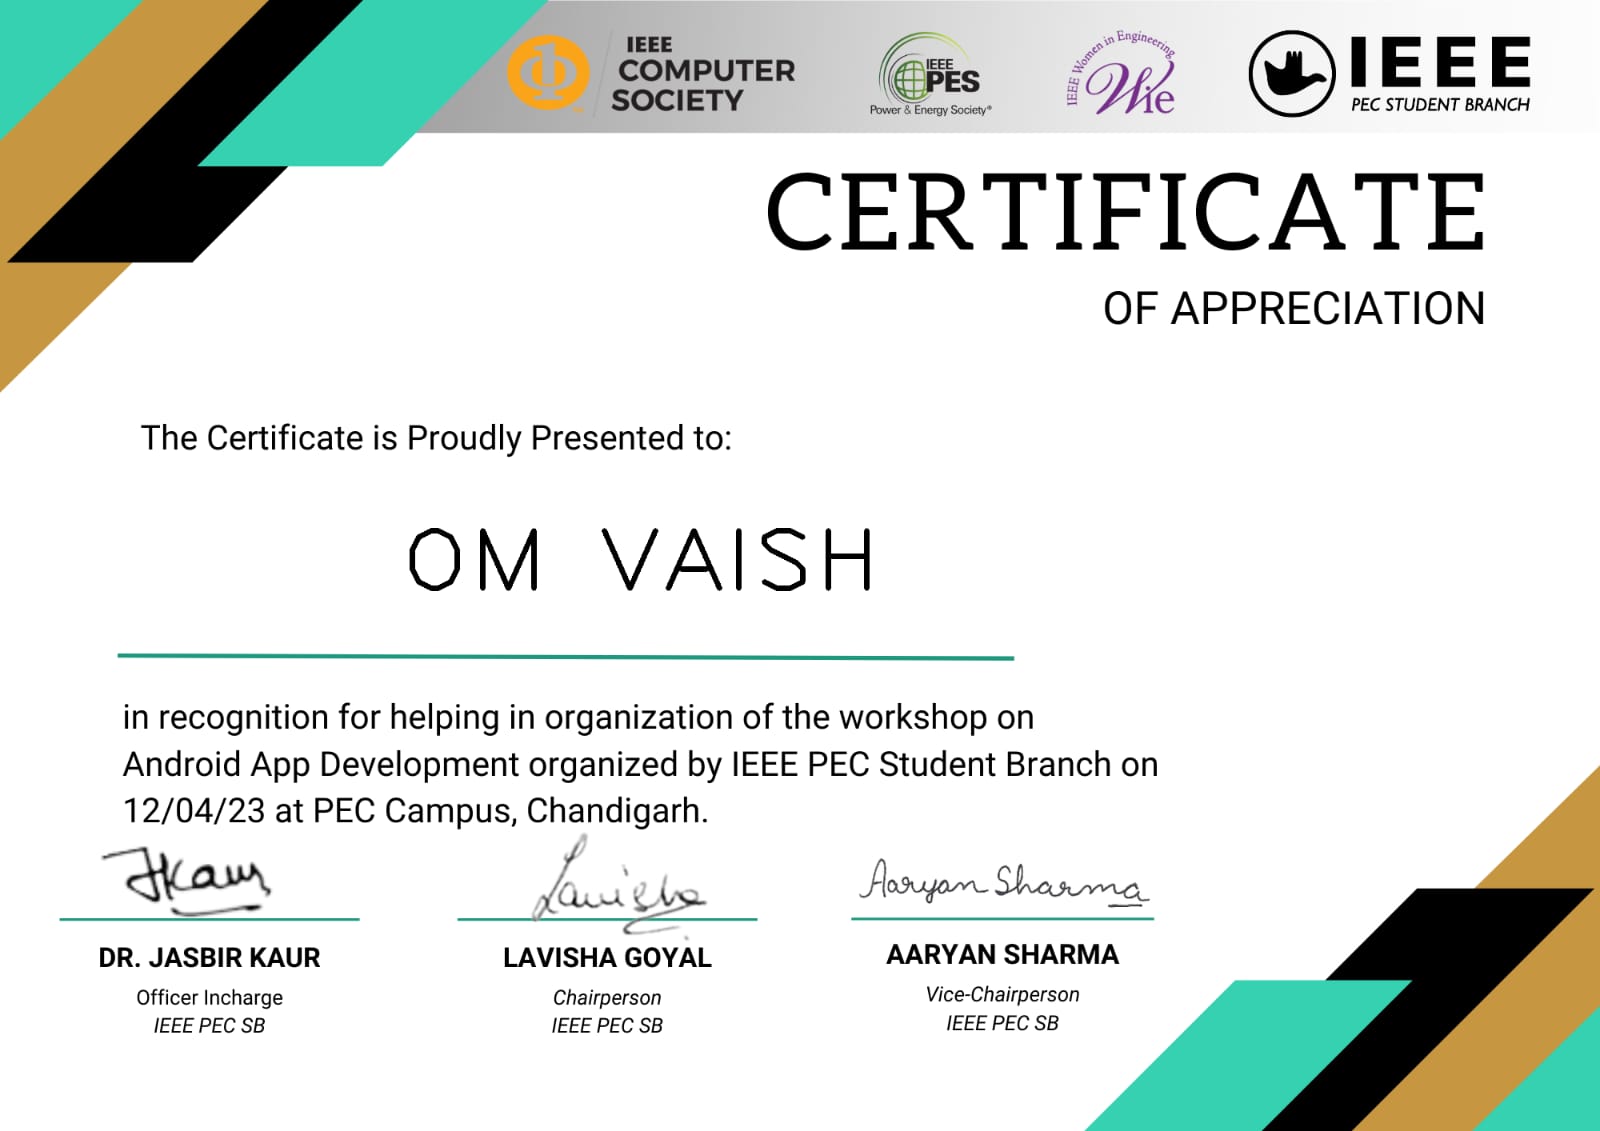 IEEE
COMPUTER
SOCIETY
IEEE
PES
Power & Energy Society®
IEEE Women in Engineering
WIE
IEEE
PEC STUDENT BRANCH
CERTIFICATE
OF APPRECIATION
The Certificate is Proudly Presented to:
OM VAISH
in recognition for helping in organization of the workshop on
Android App Development organized by IEEE PEC Student Branch on
12/04/23 at PEC Campus, Chandigarh.
JKaur
Lavisha
Aaryan Sharma
DR. JASBIR KAUR
Officer Incharge
IEEE PEC SB
LAVISHA GOYAL
Chairperson
IEEE PEC SB
AARYAN SHARMA
Vice-Chairperson
IEEE PEC SB